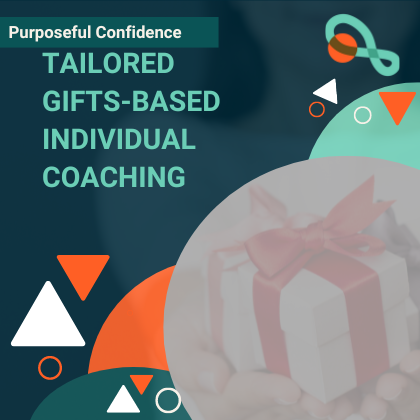 Purposeful Confidence
TAILORED
GIFTS-BASED
INDIVIDUAL
COACHING